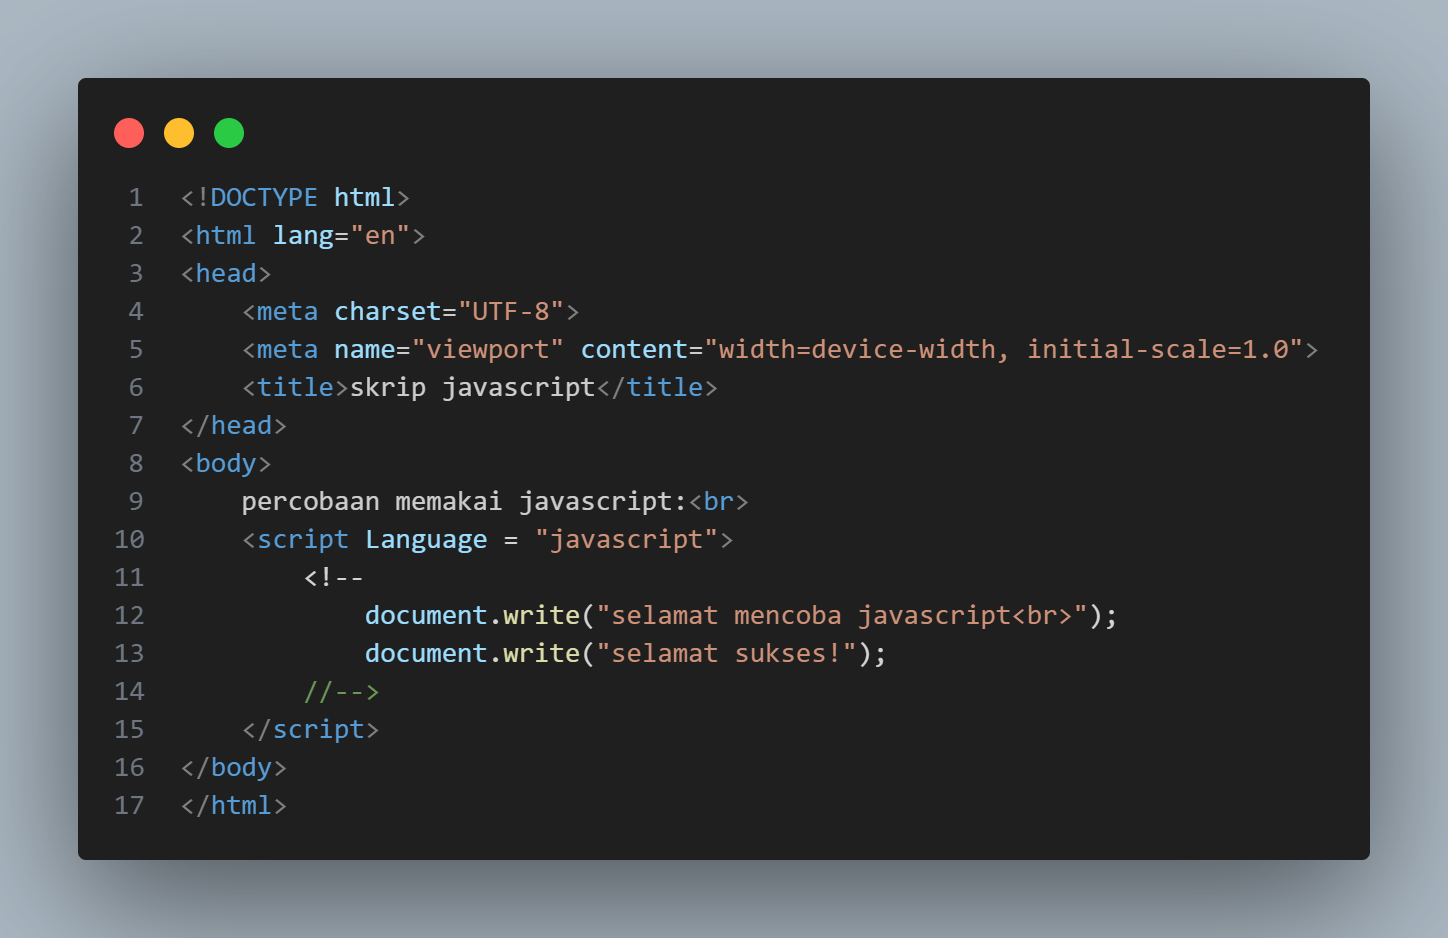 1 <!DOCTYPE html>
2 <html lang="en">
3 <head>
4     <meta charset="UTF-8">
5     <meta name="viewport" content="width=device-width, initial-scale=1.0">
6     <title>skrip javascript</title>
7 </head>
8 <body>
9     percobaan memakai javascript:<br>
10     <script Language = "javascript">
11         <!--
12             document.write("selamat mencoba javascript<br>");
13             document.write("selamat sukses!");
14         //-->
15     </script>
16 </body>
17 </html>